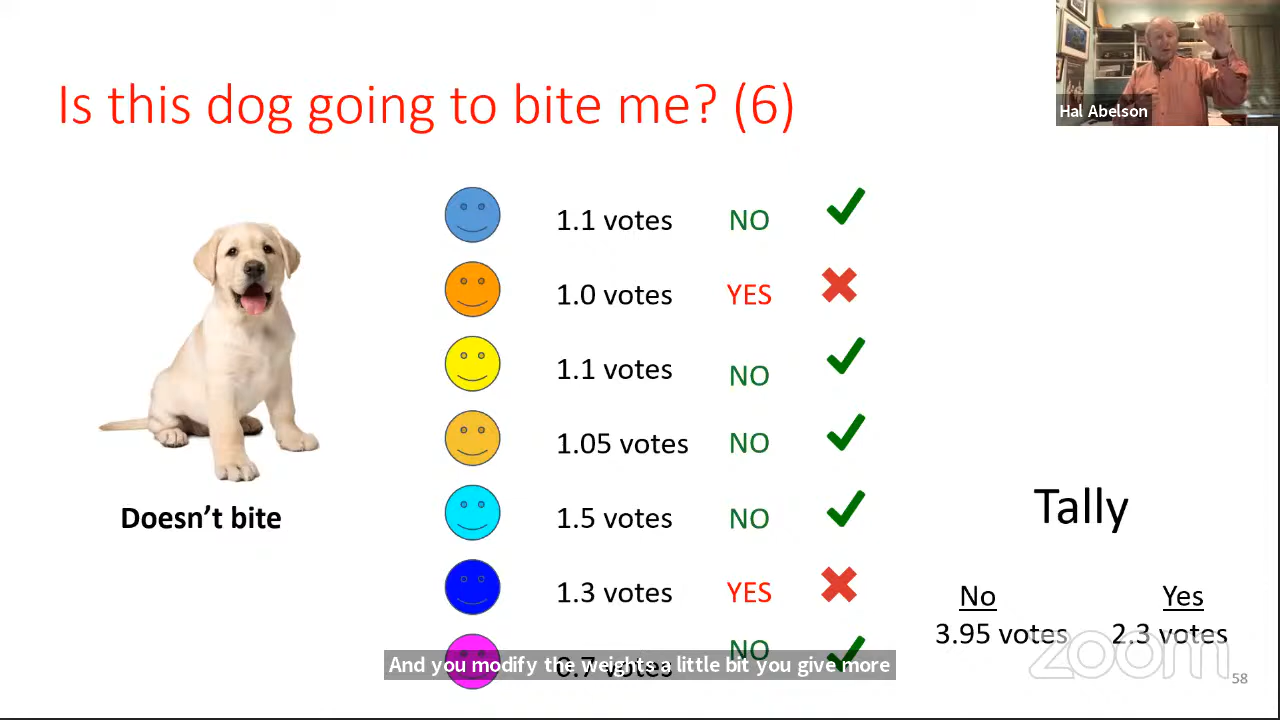 Is this dog going to bite me? (6)
Hal Abelson
1.1 votes NO
1.0 votes YES
1.1 votes NO
1.05 votes NO
1.5 votes NO
1.3 votes YES
0.7 votes NO
Doesn't bite
Tally
No Yes
3.95 votes 2.3 votes
And you modify the weights a little bit you give more
zoom
58